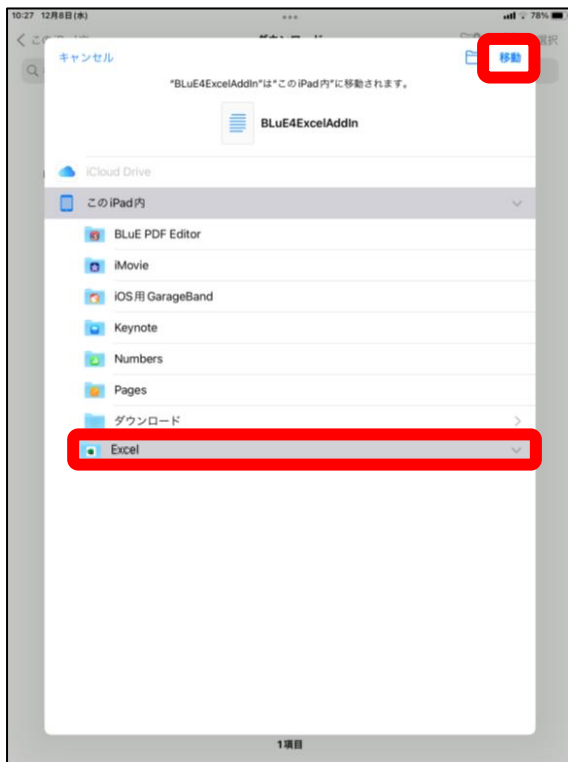 10:27 12月8日(水)
78%
キャンセル
移動
"BLuE4ExcelAddIn"は"このiPad内"に移動されます。
BLuE4ExcelAddIn
iCloud Drive
このiPad内
BLuE PDF Editor
iMovie
iOS用GarageBand
Keynote
Numbers
Pages
ダウンロード
Excel
1項目